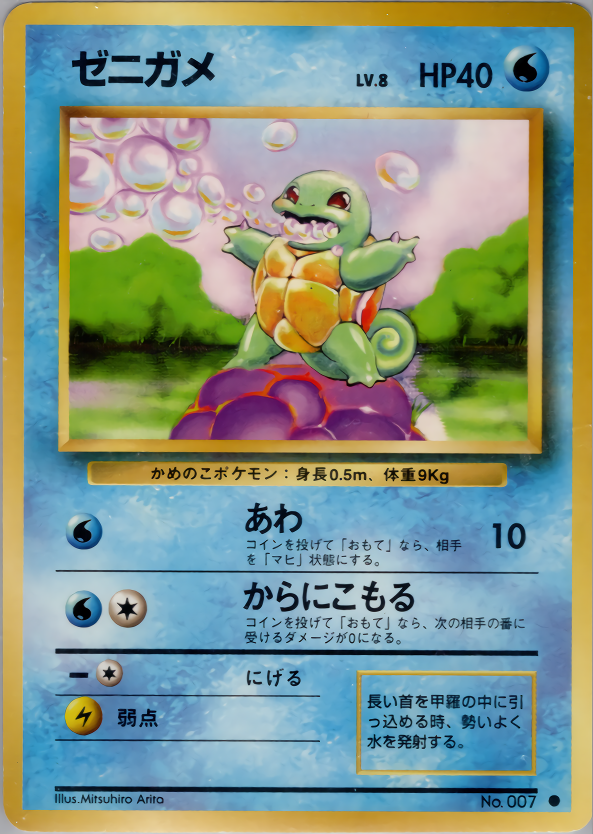 ゼニガメ LV.8 HP40
かめのこポケモン：身長0.5m、体重9Kg
あわ 10
コインを投げて「おもて」なら、相手
を「マヒ」状態にする。
からにこもる
コインを投げて「おもて」なら、次の相手の番に
受けるダメージが0になる。
にげる
弱点
長い首を甲羅の中に引
っ込める時、勢いよく
水を発射する。
Illus.Mitsuhiro Arita No. 007